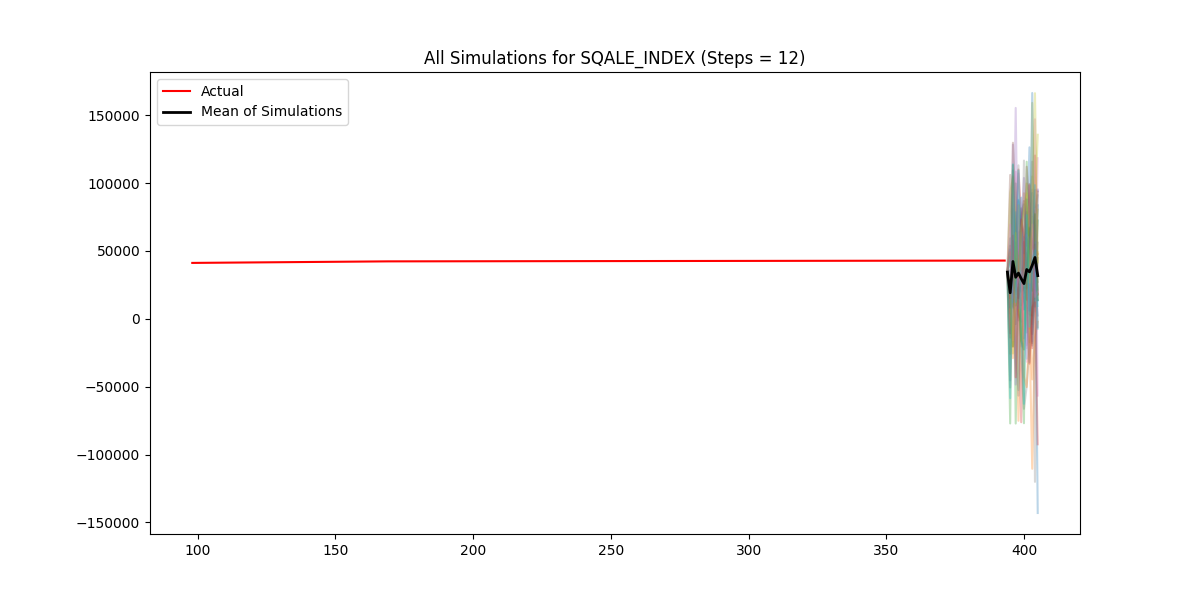 All Simulations for SQALE_INDEX (Steps = 12)
Actual
Mean of Simulations
150000
100000
50000
0
−50000
−100000
−150000
100 150 200 250 300 350 400